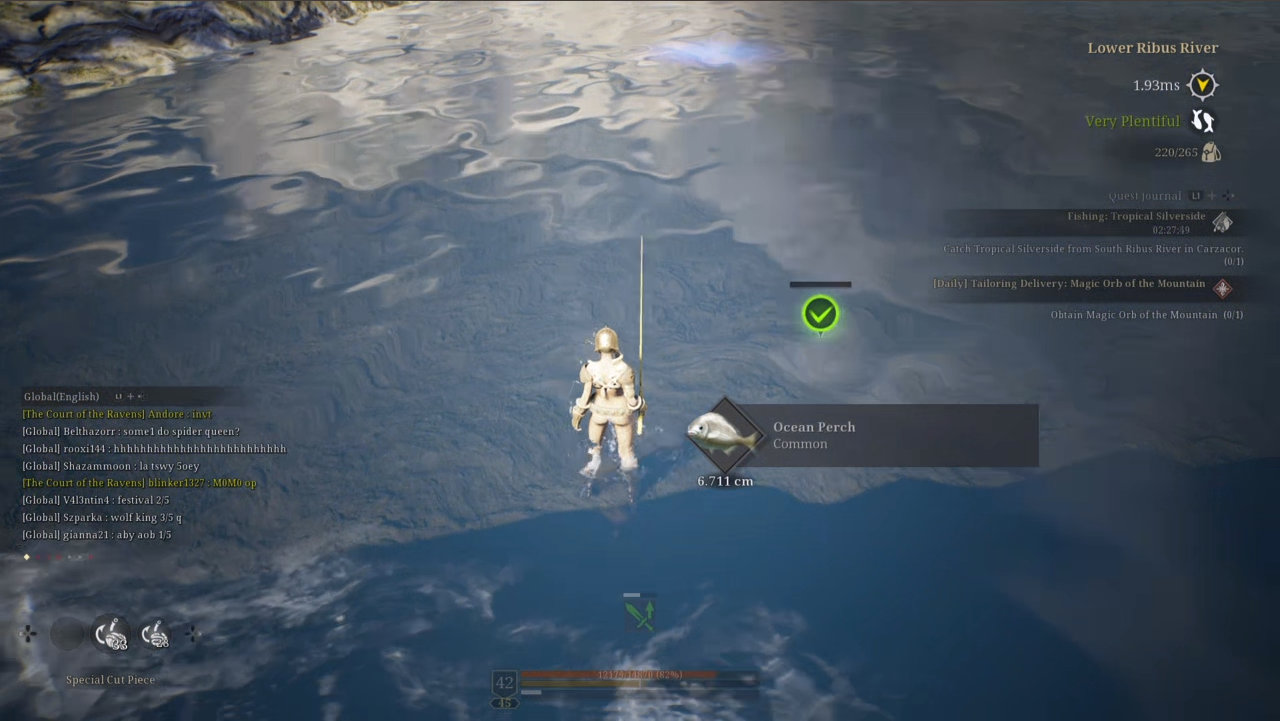 Lower Ribus River
1.93ms
Very Plentiful
220/265
Quest Journal L1 +
Fishing: Tropical Silverside
02:27:49
Catch Tropical Silverside from South Ribus River in Carzacor.
(0/1)
[Daily] Tailoring Delivery: Magic Orb of the Mountain
Obtain Magic Orb of the Mountain (0/1)
Ocean Perch
Common
6.711 cm
Global(English) L1 +
[The Court of the Ravens] Andore : invt
[Global] Belthazorr : some1 do spider queen?
[Global] rooxi144 : hhhhhhhhhhhhhhhhhhhhhhhhhh
[Global] Shazammoon : la tswy 5oey
[The Court of the Ravens] blinker1327 : M0M0 op
[Global] V4l3ntin4 : festival 2/5
[Global] Szparka : wolf king 3/5 q
[Global] gianna21 : aby aob 1/5
Special Cut Piece
42
45